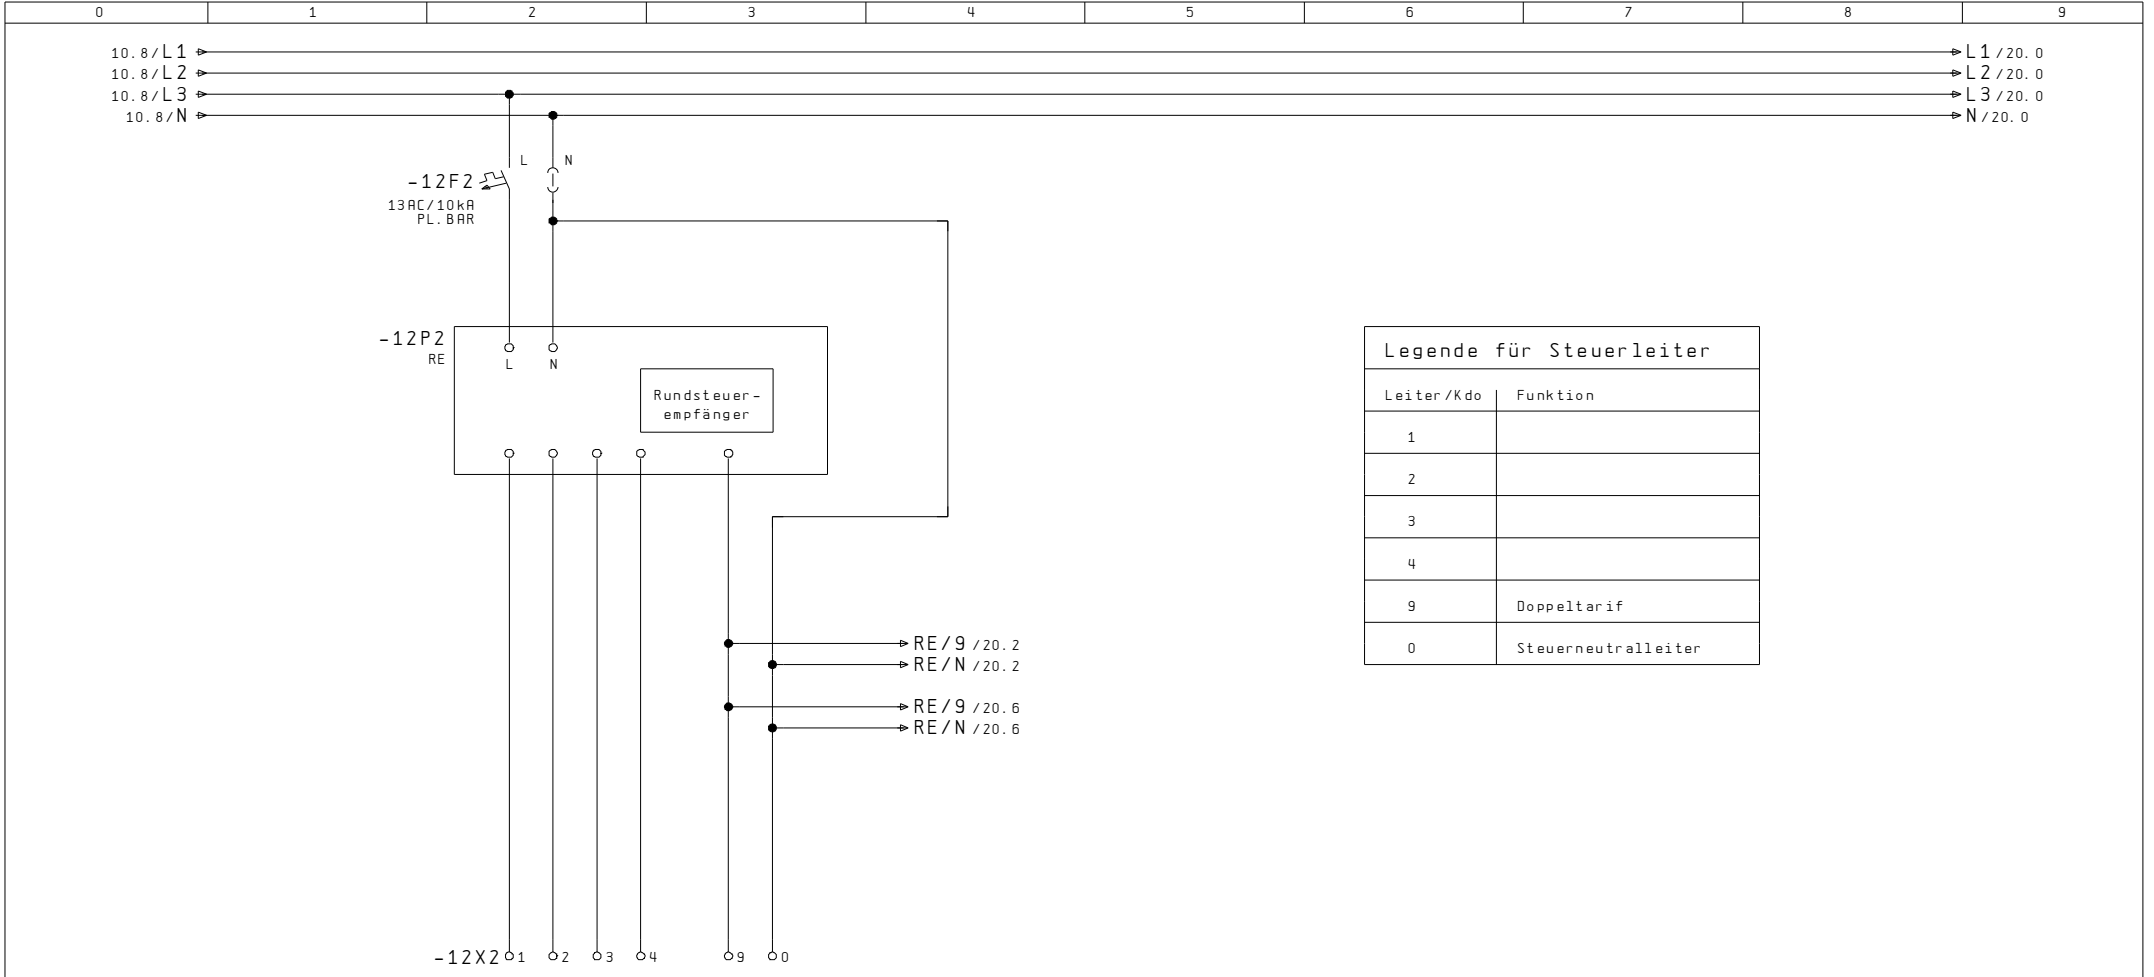 0 1 2 3 4 5 6 7 8 9
10.8/L1 L1/20.0
10.8/L2 L2/20.0
10.8/L3 L3/20.0
10.8/N N/20.0
L N
-12F2
13AC/10kA
PL.BAR
-12P2
RE
L N
Rundsteuer-
empfänger
Legende für Steuerleiter
Leiter/Kdo Funktion
1
2
3
4
9 Doppeltarif
0 Steuerneutralleiter
RE/9 /20.2
RE/N /20.2
RE/9 /20.6
RE/N /20.6
-12X2 1 2 3 4 9 0